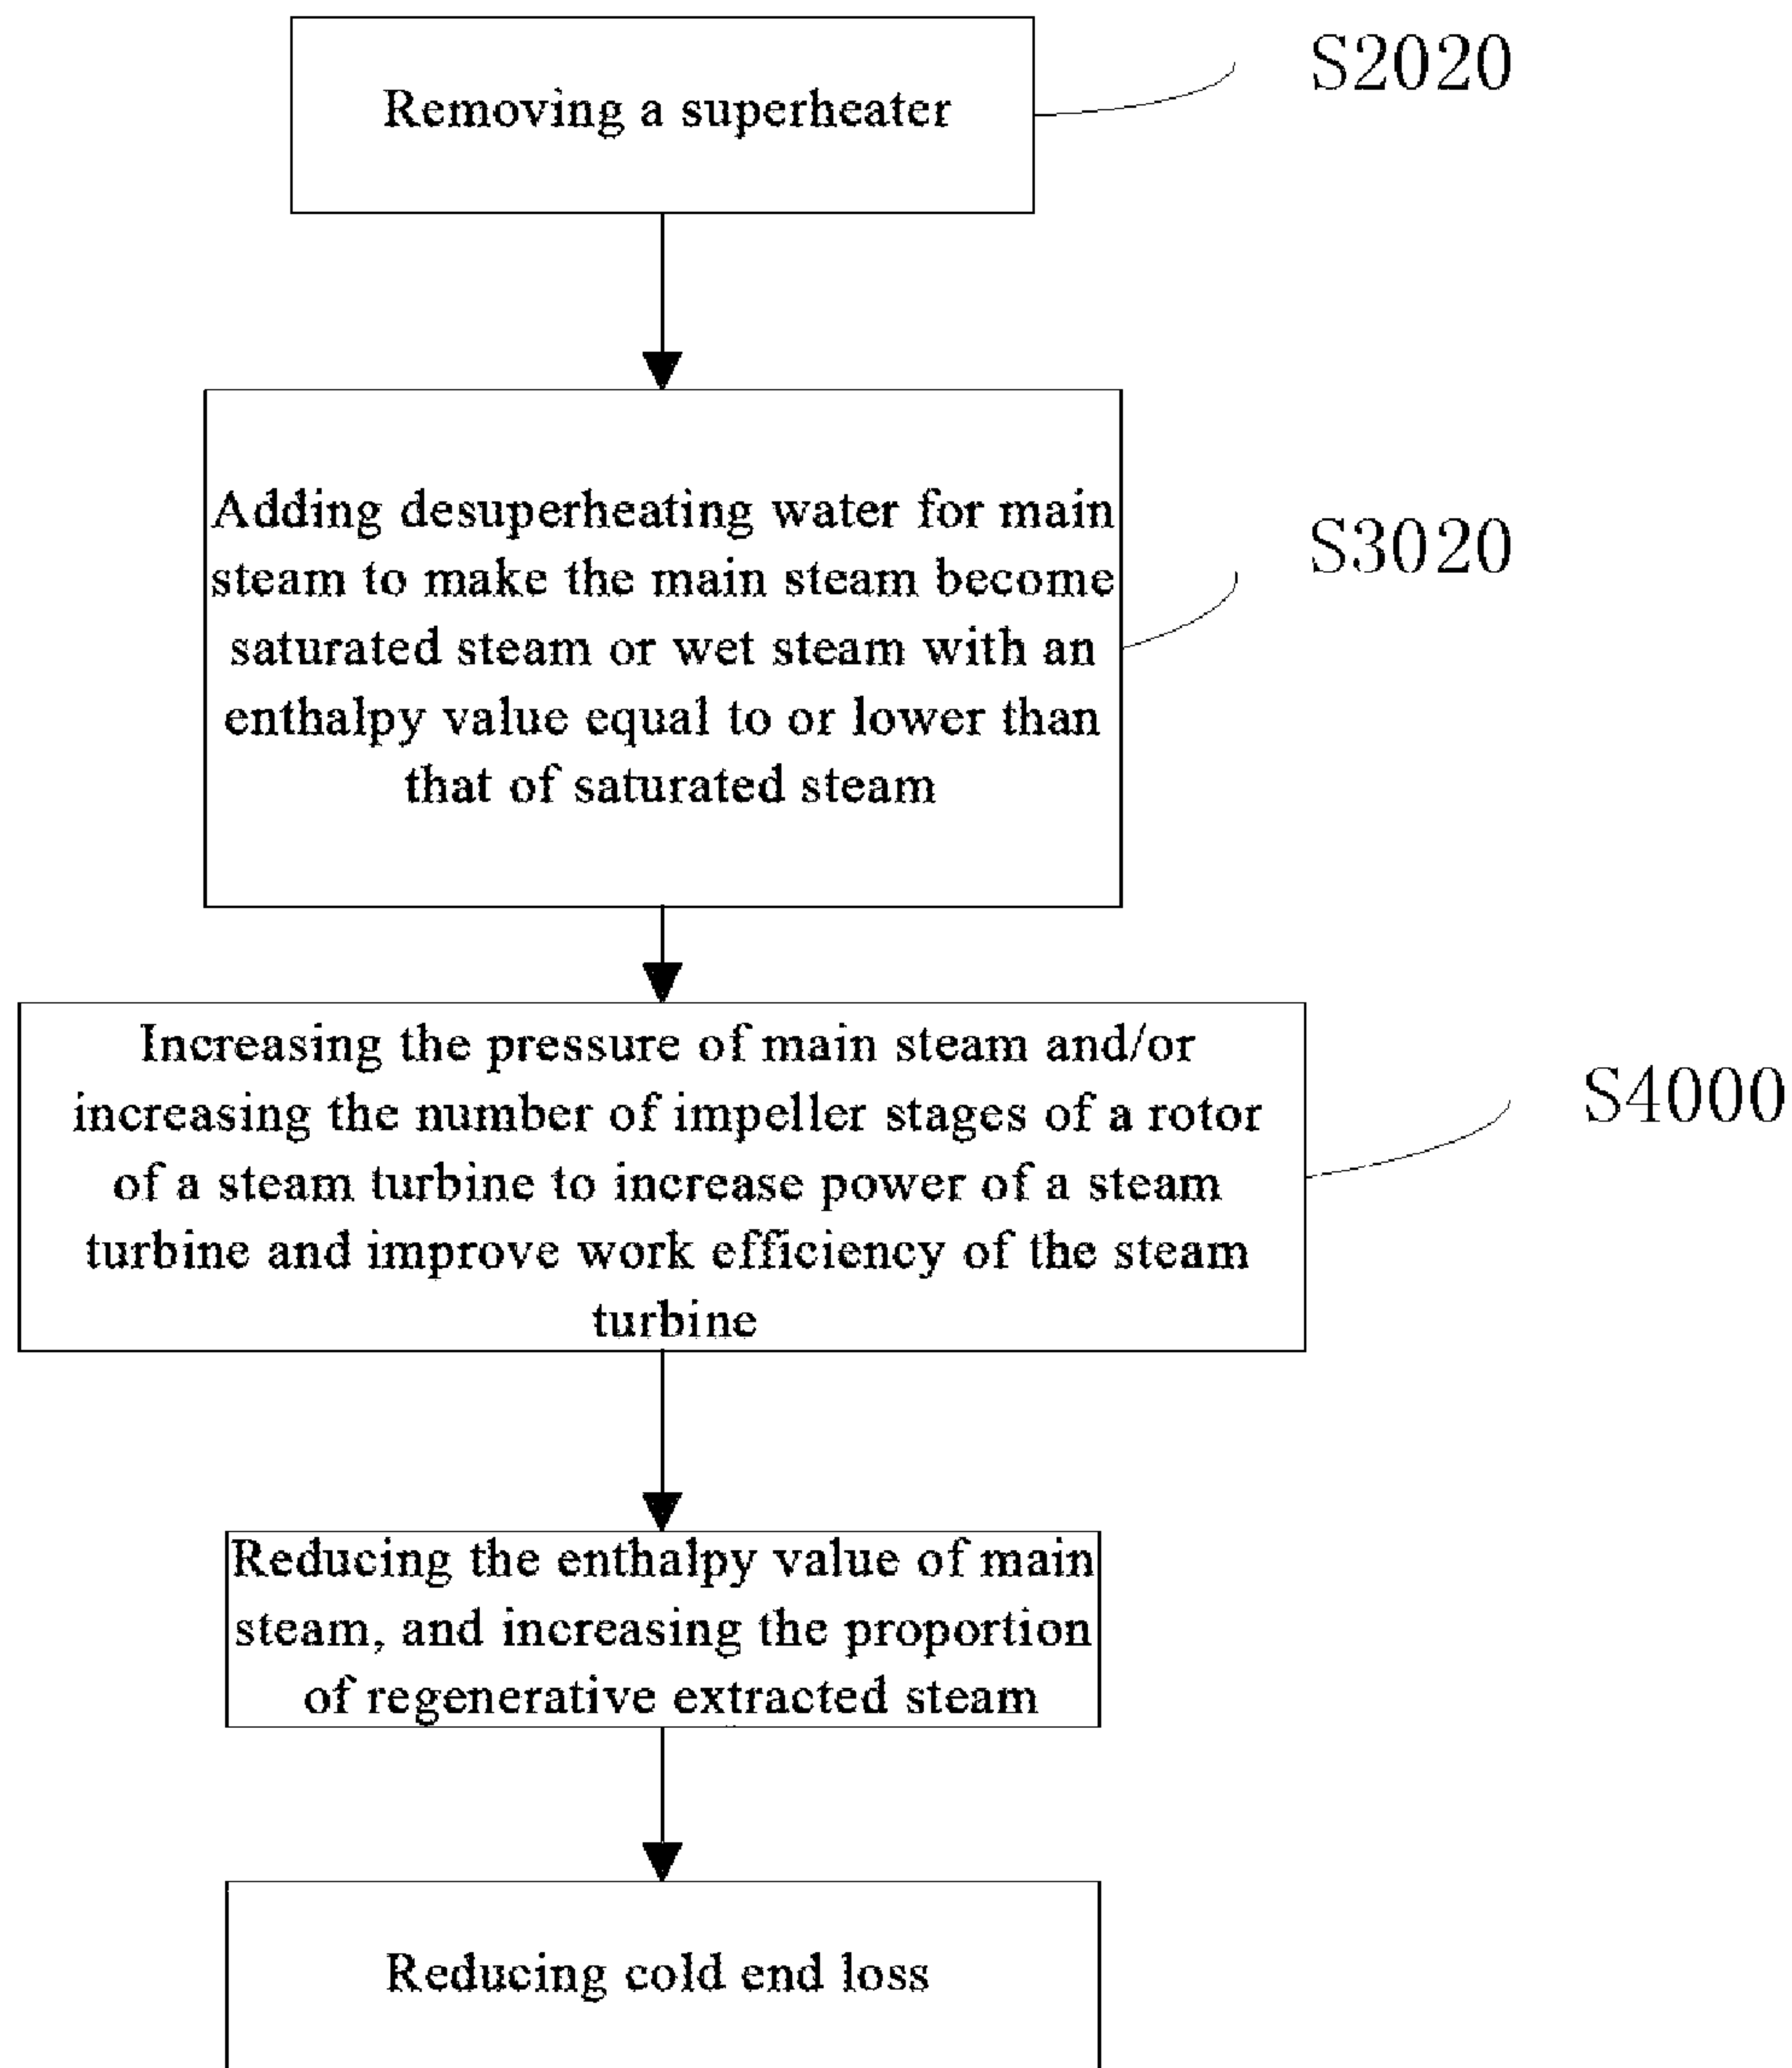 Removing a superheater
S2020
Adding desuperheating water for main
steam to make the main steam become
saturated steam or wet steam with an
enthalpy value equal to or lower than
that of saturated steam
S3020
Increasing the pressure of main steam and/or
increasing the number of impeller stages of a rotor
of a steam turbine to increase power of a steam
turbine and improve work efficiency of the steam
turbine
S4000
Reducing the enthalpy value of main
steam, and increasing the proportion
of regenerative extracted steam
Reducing cold end loss